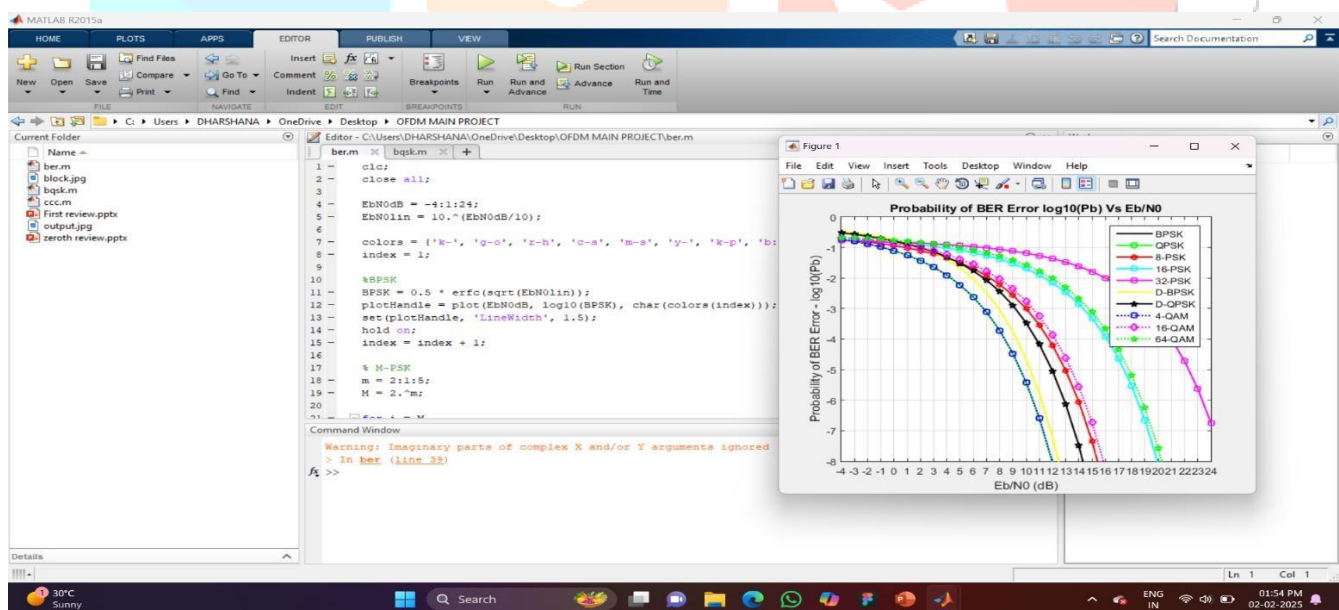 MATLAB R2015a
HOME PLOTS APPS EDITOR PUBLISH VIEW
Search Documentation
New Open Save Find Files Compare Print Go To Find Insert Comment Indent fx Breakpoints Run Run and Advance Run Section Advance Run and Time
FILE NAVIGATE EDIT BREAKPOINTS RUN
C: Users DHARSHANA OneDrive Desktop OFDM MAIN PROJECT
Current Folder
Name
ber.m
block.jpg
bqsk.m
ccc.m
First review.pptx
output.jpg
zeroth review.pptx
Details
Editor - C:\Users\DHARSHANA\OneDrive\Desktop\OFDM MAIN PROJECT\ber.m
ber.m bqsk.m
1 - clc;
2 - close all;
3
4 - EbN0dB = -4:1:24;
5 - EbN0lin = 10.^(EbN0dB/10);
6
7 - colors = {'k-', 'g-o', 'r-h', 'c-s', 'm-s', 'y-', 'k-p', 'b:
8 - index = 1;
9
10 %BPSK
11 - BPSK = 0.5 * erfc(sqrt(EbN0lin));
12 - plotHandle = plot(EbN0dB, log10(BPSK), char(colors(index)));
13 - set(plotHandle, 'LineWidth', 1.5);
14 - hold on;
15 - index = index + 1;
16
17 % M-PSK
18 - m = 2:1:5;
19 - M = 2.^m;
20
21 - for i = M
Command Window
Warning: Imaginary parts of complex X and/or Y arguments ignored
> In ber (line 39)
fx >>
Figure 1
File Edit View Insert Tools Desktop Window Help
Probability of BER Error log10(Pb) Vs Eb/N0
Probability of BER Error - log10(Pb)
0
-1
-2
-3
-4
-5
-6
-7
-8
BPSK
QPSK
8-PSK
16-PSK
32-PSK
D-BPSK
D-QPSK
4-QAM
16-QAM
64-QAM
-4 -3 -2 -1 0 1 2 3 4 5 6 7 8 9 10 11 12 13 14 15 16 17 18 19 20 21 22 23 24
Eb/N0 (dB)
Ln 1 Col 1
1
30°C
Sunny
Search
ENG
IN
01:54 PM
02-02-2025